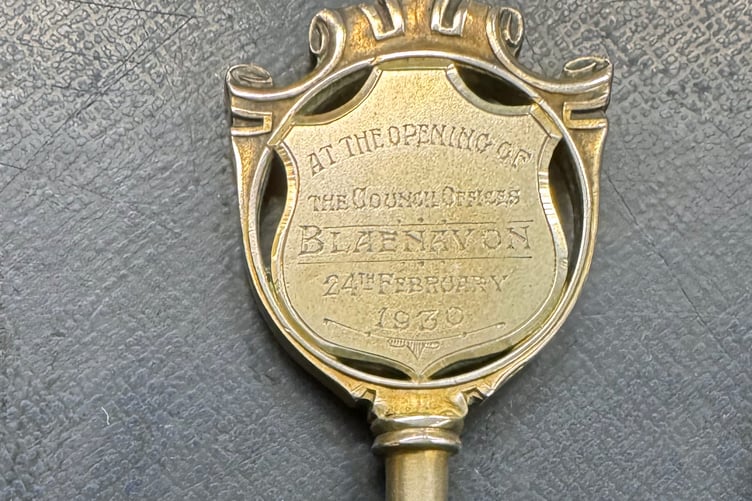 AT THE OPENING OF
THE COUNCIL OFFICES
BLAENAVON
24TH FEBRUARY
1930